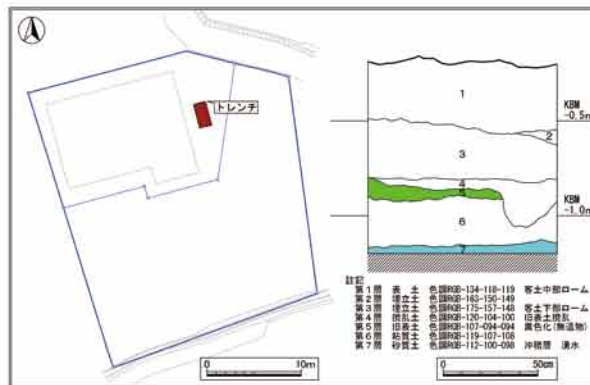 トレンチ
1
KBM
-0.5m
2
3
4
5
KBM
-1.0m
6
7
註記
第1層 表 土 色調RGB-134-118-119 客土中部ローム
第2層 埋立土 色調RGB-163-150-149
第3層 埋立土 色調RGB-175-157-148 客土下部ローム
第4層 撹乱土 色調RGB-120-104-100 旧表土撹乱
第5層 旧表土 色調RGB-107-094-094 黒色化(無遺物)
第6層 粘質土 色調RGB-119-107-108
第7層 砂質土 色調RGB-112-100-098 沖積層 湧水
0 10m
0 50cm